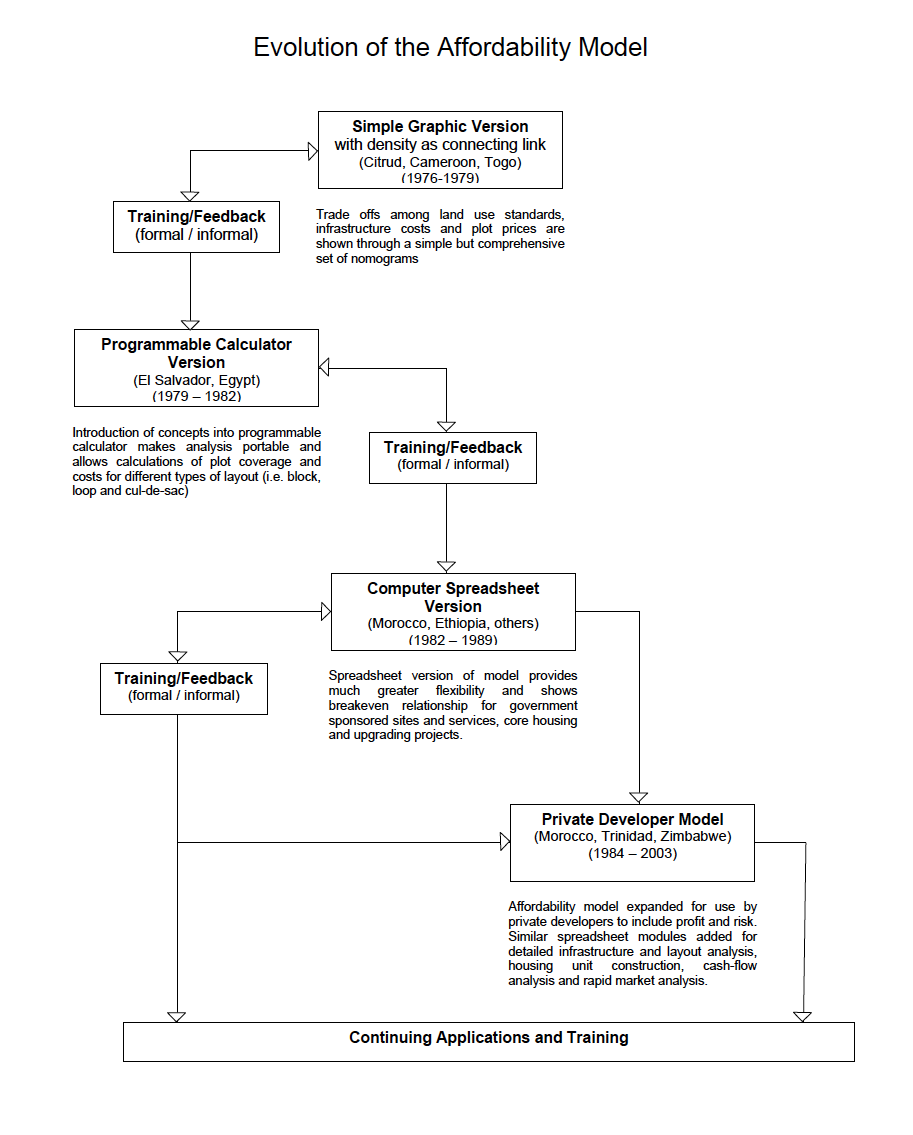 Evolution of the Affordability Model
Simple Graphic Version
with density as connecting link
(Citrud, Cameroon, Togo)
(1976-1979)
Training/Feedback
(formal / informal)
Trade offs among land use standards,
infrastructure costs and plot prices are
shown through a simple but comprehensive
set of nomograms
Programmable Calculator
Version
(El Salvador, Egypt)
(1979 – 1982)
Introduction of concepts into programmable
calculator makes analysis portable and
allows calculations of plot coverage and
costs for different types of layout (i.e. block,
loop and cul-de-sac)
Training/Feedback
(formal / informal)
Computer Spreadsheet
Version
(Morocco, Ethiopia, others)
(1982 – 1989)
Training/Feedback
(formal / informal)
Spreadsheet version of model provides
much greater flexibility and shows
breakeven relationship for government
sponsored sites and services, core housing
and upgrading projects.
Private Developer Model
(Morocco, Trinidad, Zimbabwe)
(1984 – 2003)
Affordability model expanded for use by
private developers to include profit and risk.
Similar spreadsheet modules added for
detailed infrastructure and layout analysis,
housing unit construction, cash-flow
analysis and rapid market analysis.
Continuing Applications and Training